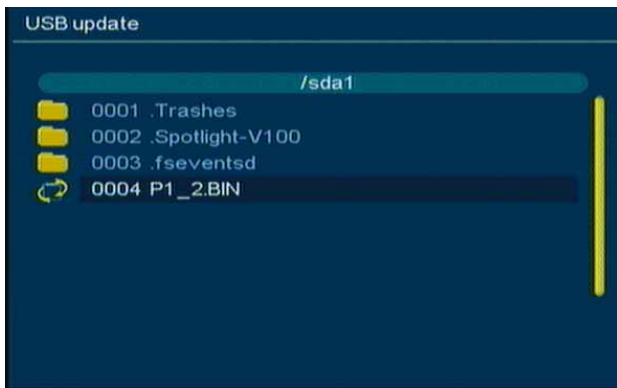 USB update
/sda1
0001 .Trashes
0002 .Spotlight-V100
0003 .fseventsd
0004 P1_2.BIN